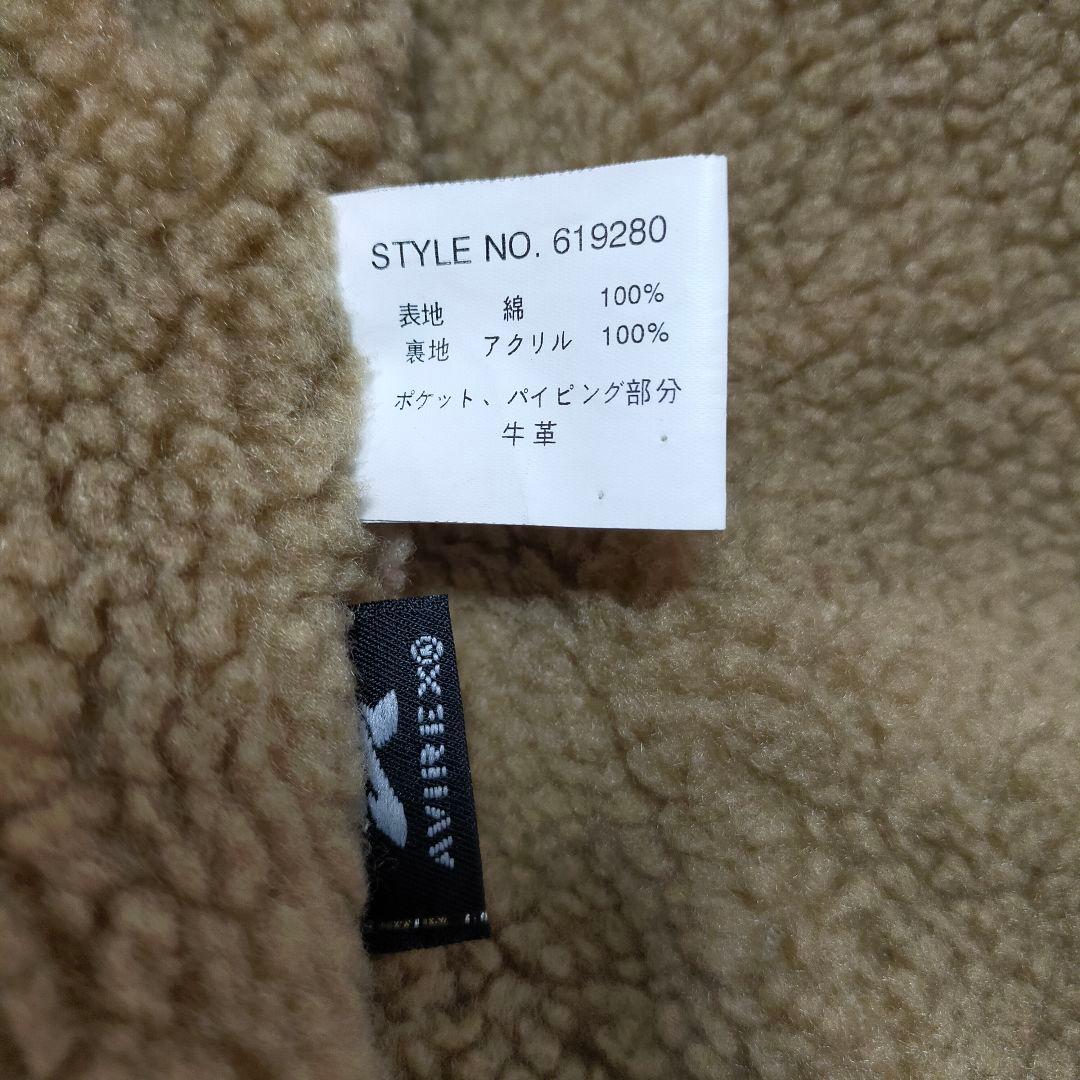 STYLE NO. 619280
表地 綿 100%
裏地 アクリル 100%
ポケット、パイピング部分
牛革
AVIREX®